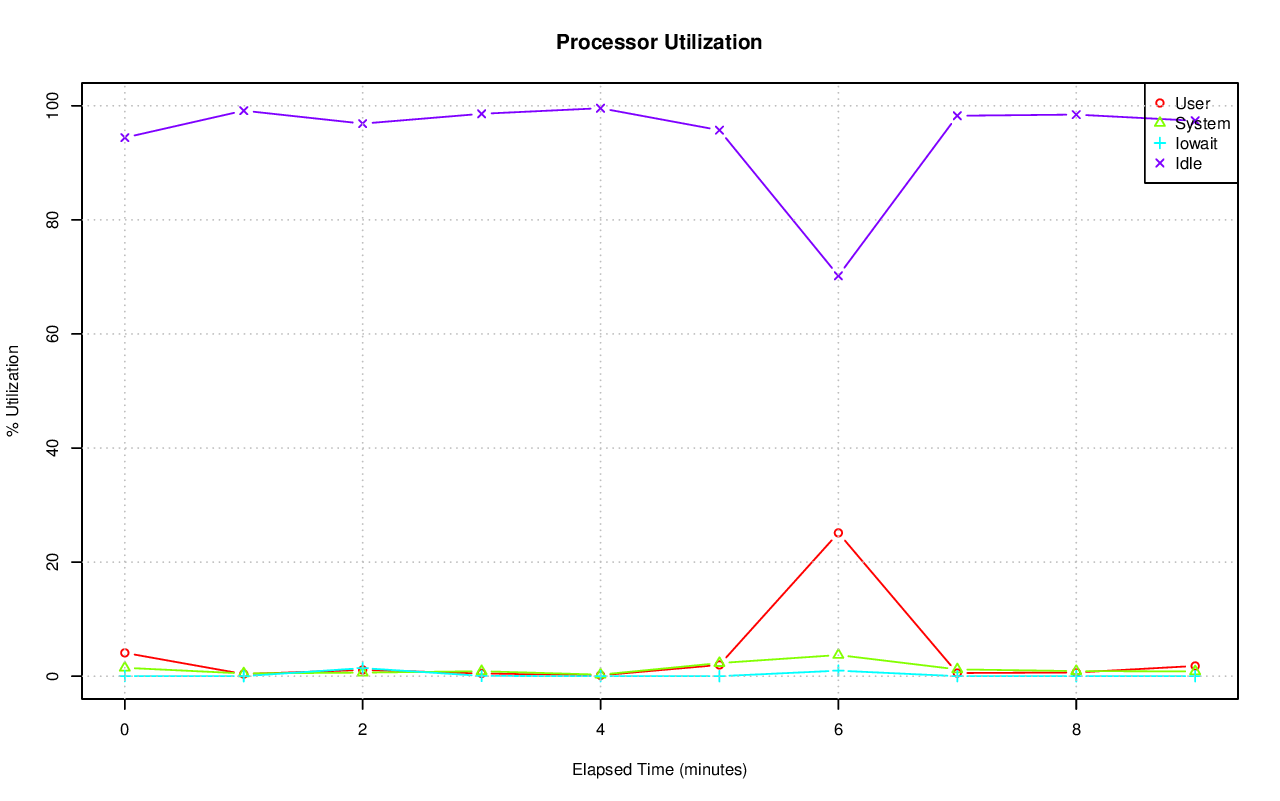 Processor Utilization
User
System
Iowait
Idle
100
80
60
40
20
0
% Utilization
0 2 4 6 8
Elapsed Time (minutes)